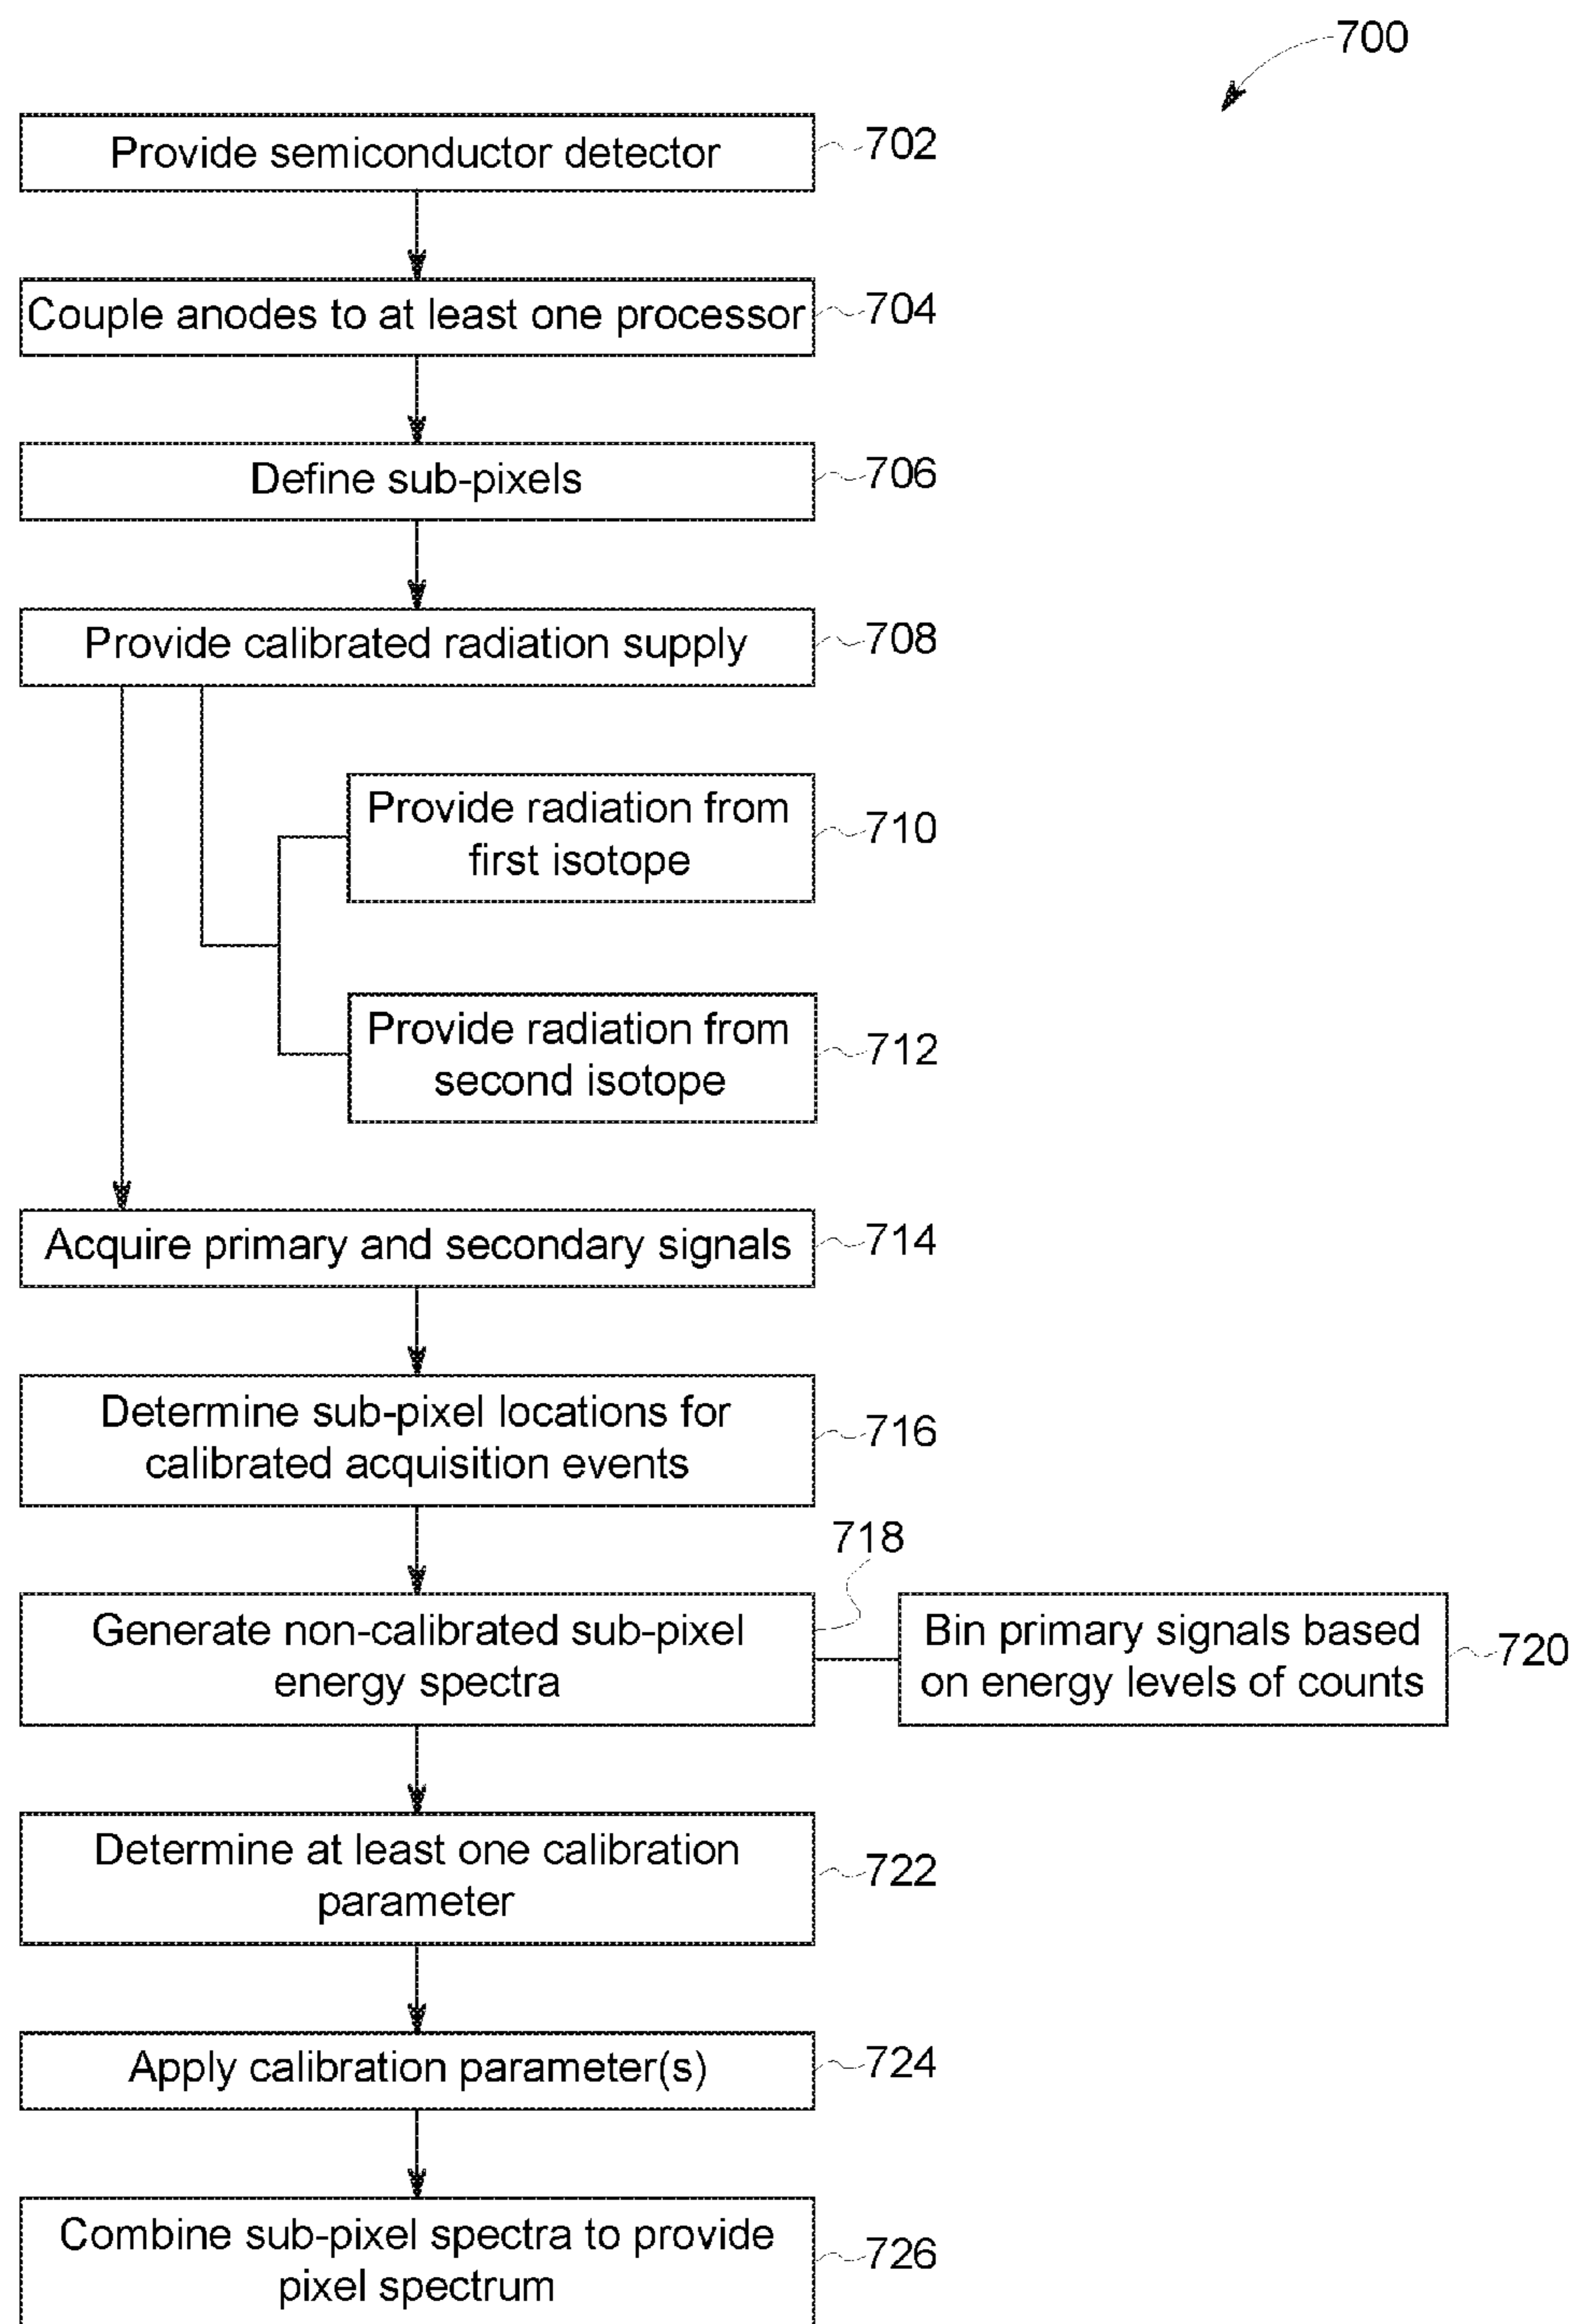 700
Provide semiconductor detector
702
Couple anodes to at least one processor
704
Define sub-pixels
706
Provide calibrated radiation supply
708
Provide radiation from
first isotope
710
Provide radiation from
second isotope
712
Acquire primary and secondary signals
714
Determine sub-pixel locations for
calibrated acquisition events
716
718
Generate non-calibrated sub-pixel
energy spectra
Bin primary signals based
on energy levels of counts
720
Determine at least one calibration
parameter
722
Apply calibration parameter(s)
724
Combine sub-pixel spectra to provide
pixel spectrum
726